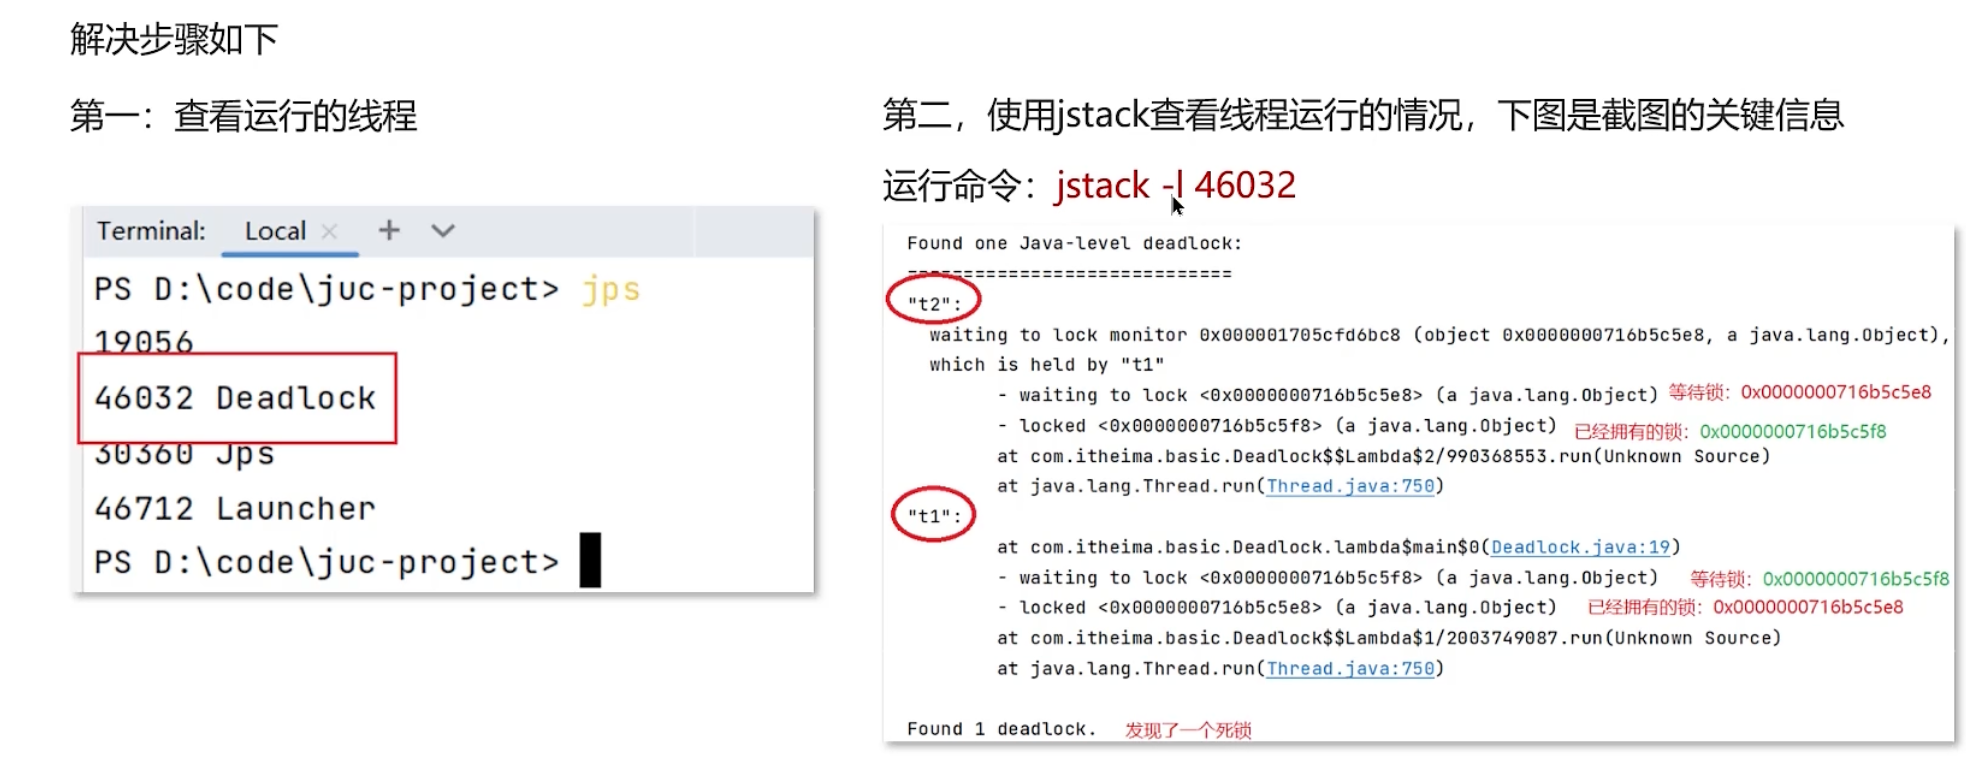 解决步骤如下
第一：查看运行的线程
Terminal: Local × + ∨
PS D:\code\juc-project> jps
19056
46032 Deadlock
30360 Jps
46712 Launcher
PS D:\code\juc-project>
第二，使用jstack查看线程运行的情况，下图是截图的关键信息
运行命令：jstack -l 46032
Found one Java-level deadlock:
=============================
"t2":
waiting to lock monitor 0x000001705cfd6bc8 (object 0x0000000716b5c5e8, a java.lang.Object),
which is held by "t1"
- waiting to lock <0x0000000716b5c5e8> (a java.lang.Object) 等待锁：0x0000000716b5c5e8
- locked <0x0000000716b5c5f8> (a java.lang.Object) 已经拥有的锁：0x0000000716b5c5f8
at com.itheima.basic.Deadlock$$Lambda$2/990368553.run(Unknown Source)
at java.lang.Thread.run(Thread.java:750)
"t1":
at com.itheima.basic.Deadlock.lambda$main$0(Deadlock.java:19)
- waiting to lock <0x0000000716b5c5f8> (a java.lang.Object) 等待锁：0x0000000716b5c5f8
- locked <0x0000000716b5c5e8> (a java.lang.Object) 已经拥有的锁：0x0000000716b5c5e8
at com.itheima.basic.Deadlock$$Lambda$1/2003749087.run(Unknown Source)
at java.lang.Thread.run(Thread.java:750)
Found 1 deadlock. 发现了一个死锁